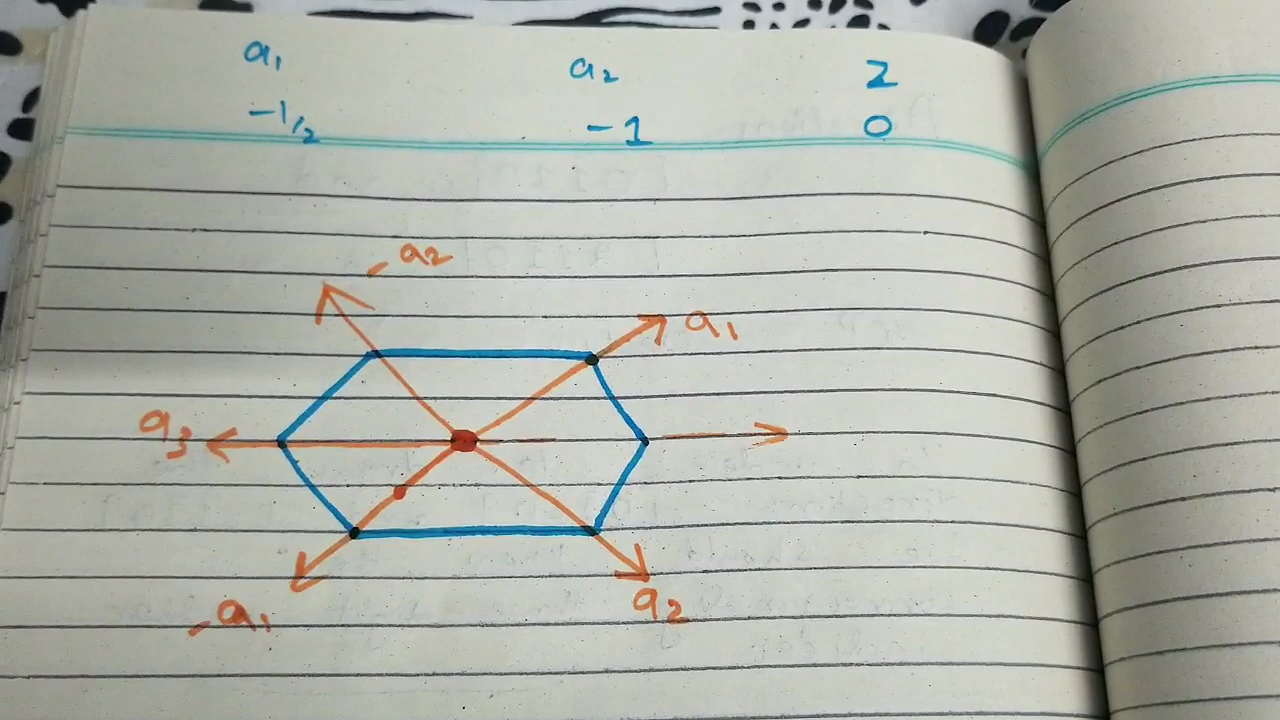 a₁ a₂ Z
-1/2 -1 0
-a₂
a₁
a₃
-a₁
a₂